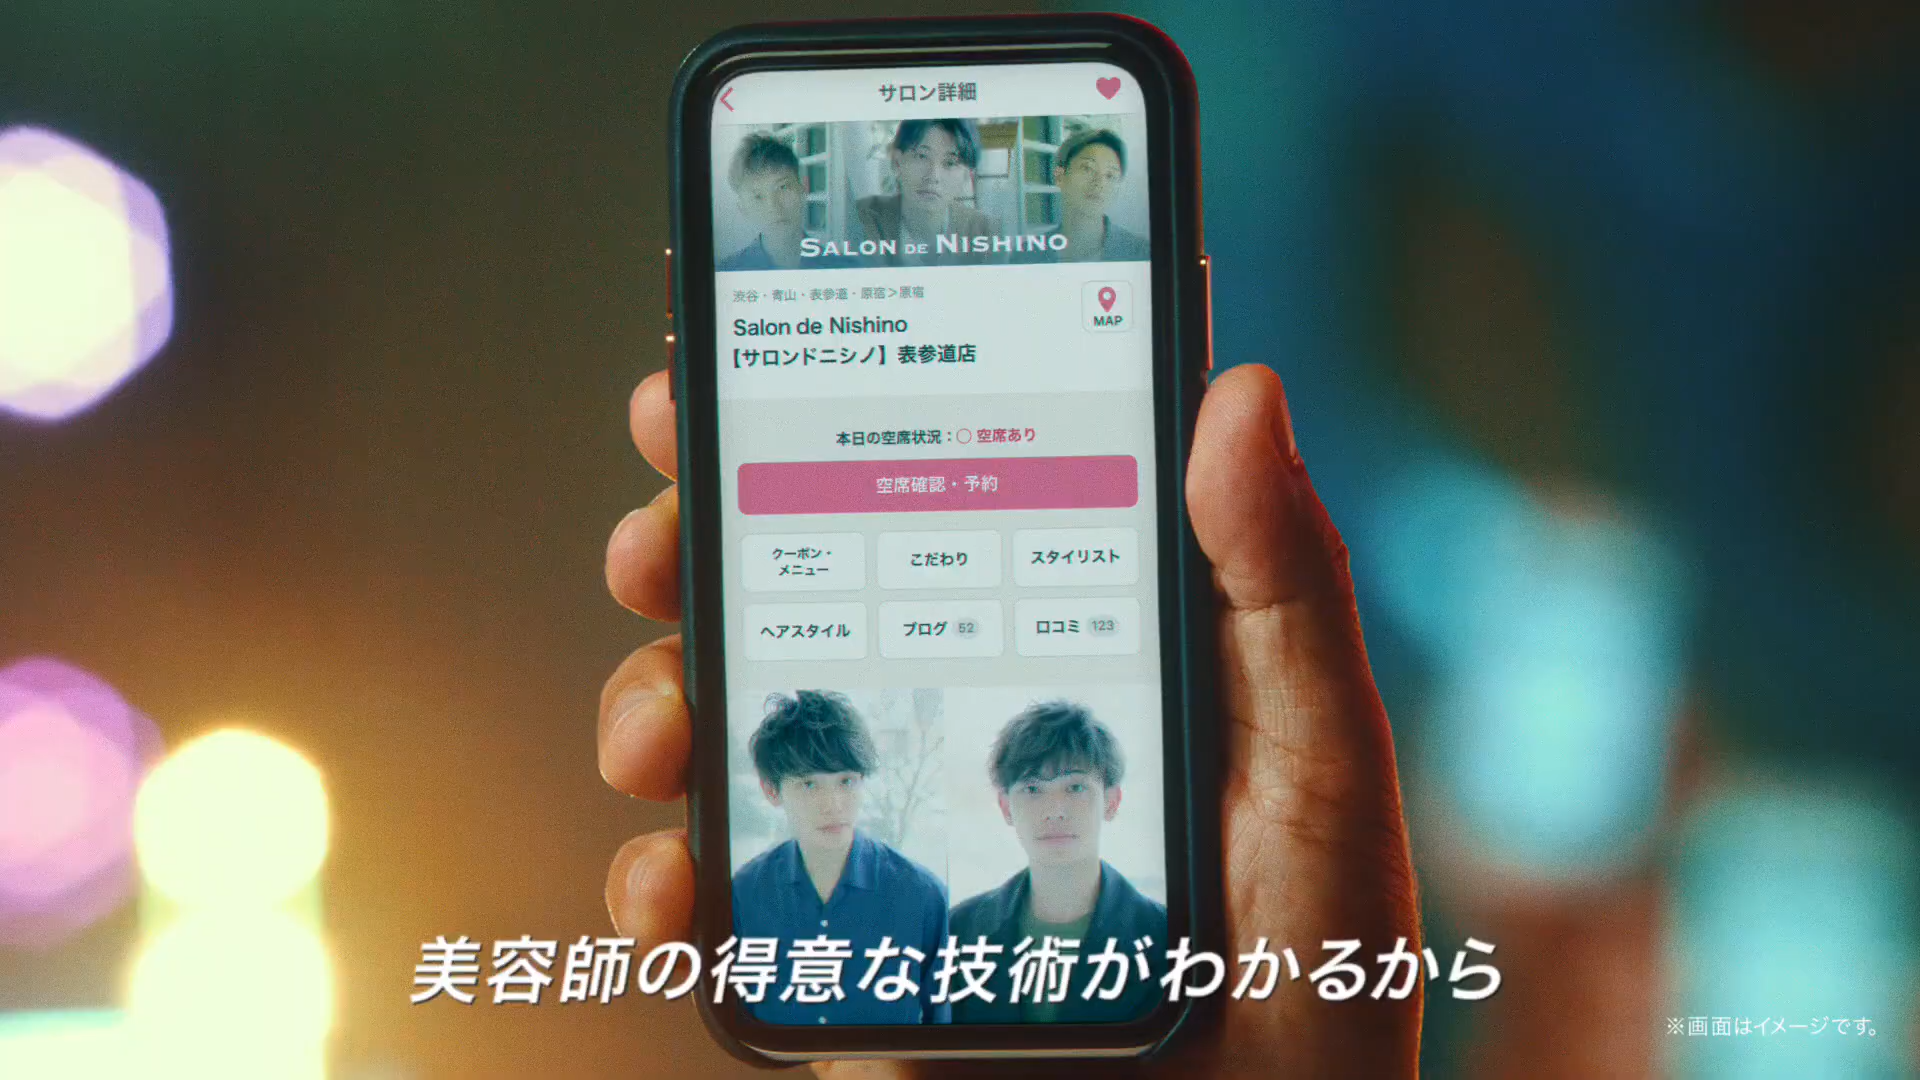 サロン詳細
SALON DE NISHINO
渋谷・青山・表参道・原宿＞原宿
Salon de Nishino
【サロンドニシノ】表参道店
MAP
本日の空席状況：〇 空席あり
空席確認・予約
クーポン・
メニュー
こだわり
スタイリスト
ヘアスタイル
ブログ 52
口コミ 123
美容師の得意な技術がわかるから
※画面はイメージです。